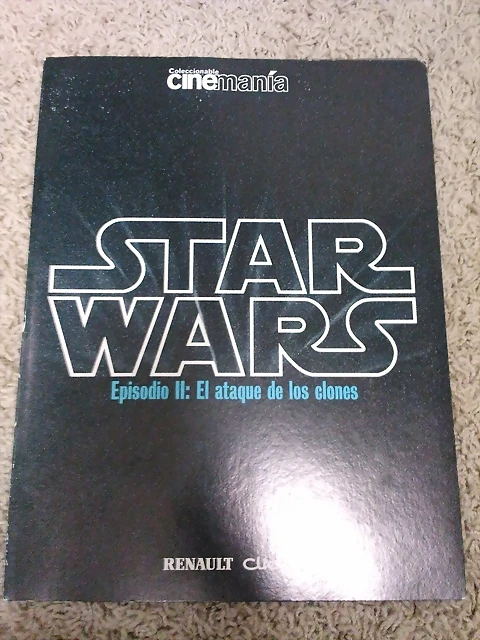 Coleccionable
cinemanía
STAR
WARS
Episodio II: El ataque de los clones
RENAULT